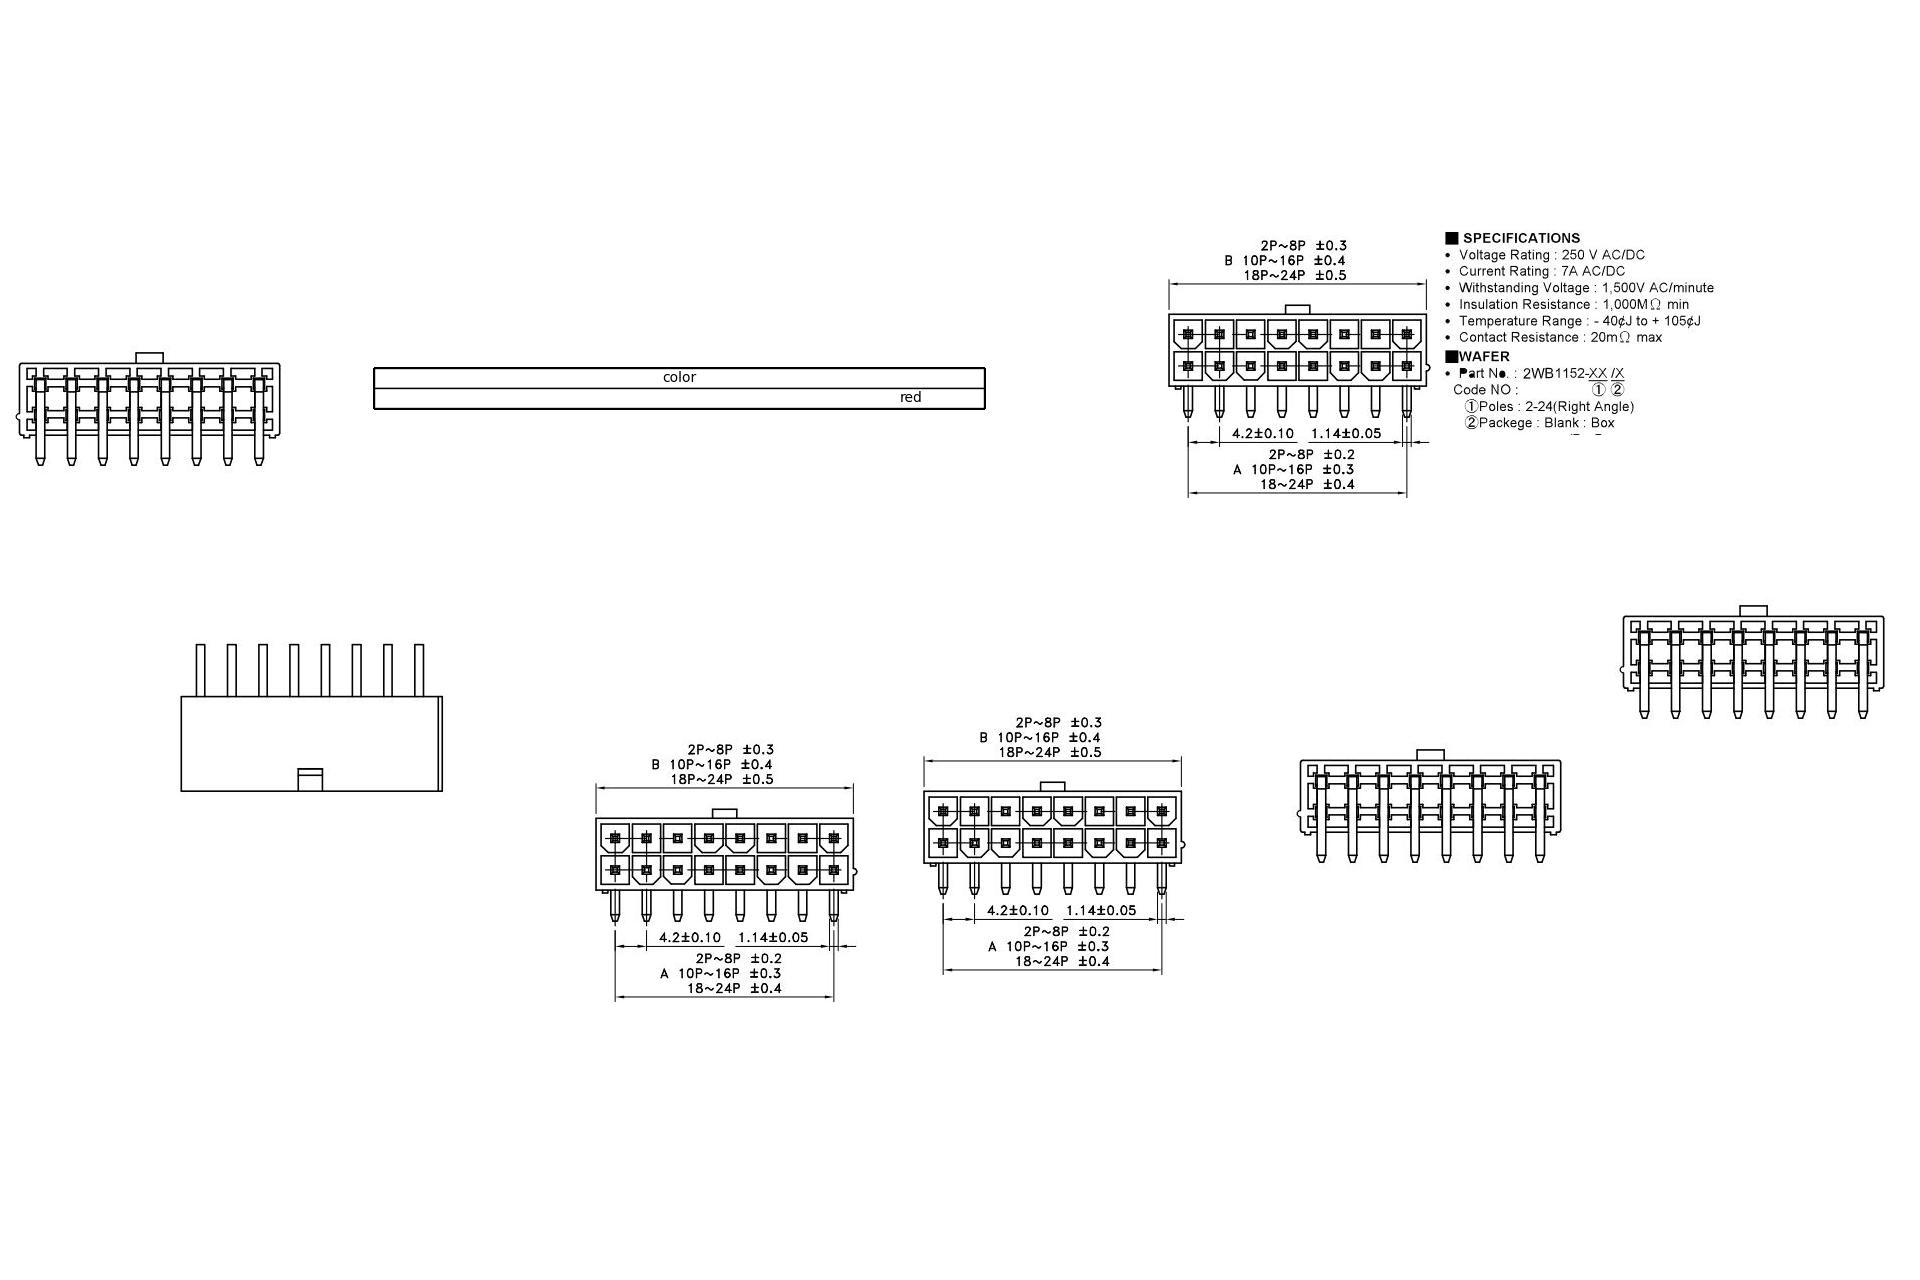 2P~8P ±0.3
B 10P~16P ±0.4
18P~24P ±0.5
4.2±0.10 1.14±0.05
2P~8P ±0.2
A 10P~16P ±0.3
18~24P ±0.4
■ SPECIFICATIONS
• Voltage Rating : 250 V AC/DC
• Current Rating : 7A AC/DC
• Withstanding Voltage : 1,500V AC/minute
• Insulation Resistance : 1,000MΩ min
• Temperature Range : - 40¢J to + 105¢J
• Contact Resistance : 20mΩ max
■WAFER
• Part No. : 2WB1152-XX /X
Code NO : ① ②
①Poles : 2-24(Right Angle)
②Packege : Blank : Box
color
red
2P~8P ±0.3
B 10P~16P ±0.4
18P~24P ±0.5
4.2±0.10 1.14±0.05
2P~8P ±0.2
A 10P~16P ±0.3
18~24P ±0.4
2P~8P ±0.3
B 10P~16P ±0.4
18P~24P ±0.5
4.2±0.10 1.14±0.05
2P~8P ±0.2
A 10P~16P ±0.3
18~24P ±0.4